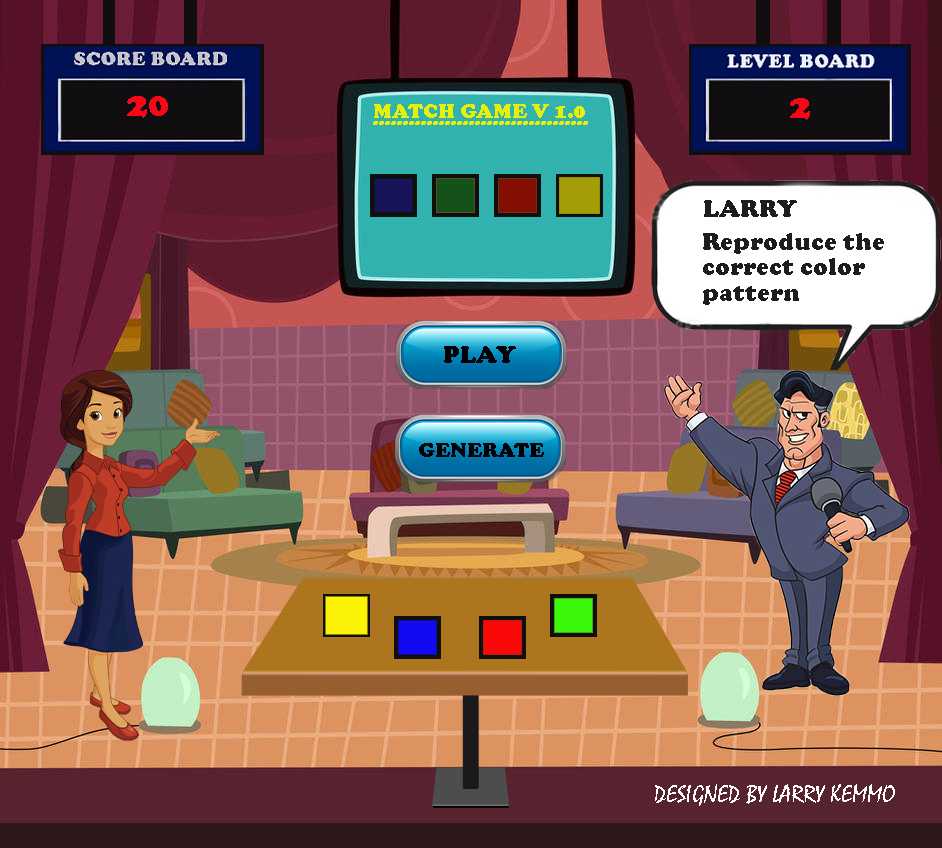 SCORE BOARD
20
LEVEL BOARD
2
MATCH GAME V 1.0
LARRY
Reproduce the
correct color
pattern
PLAY
GENERATE
DESIGNED BY LARRY KEMMO